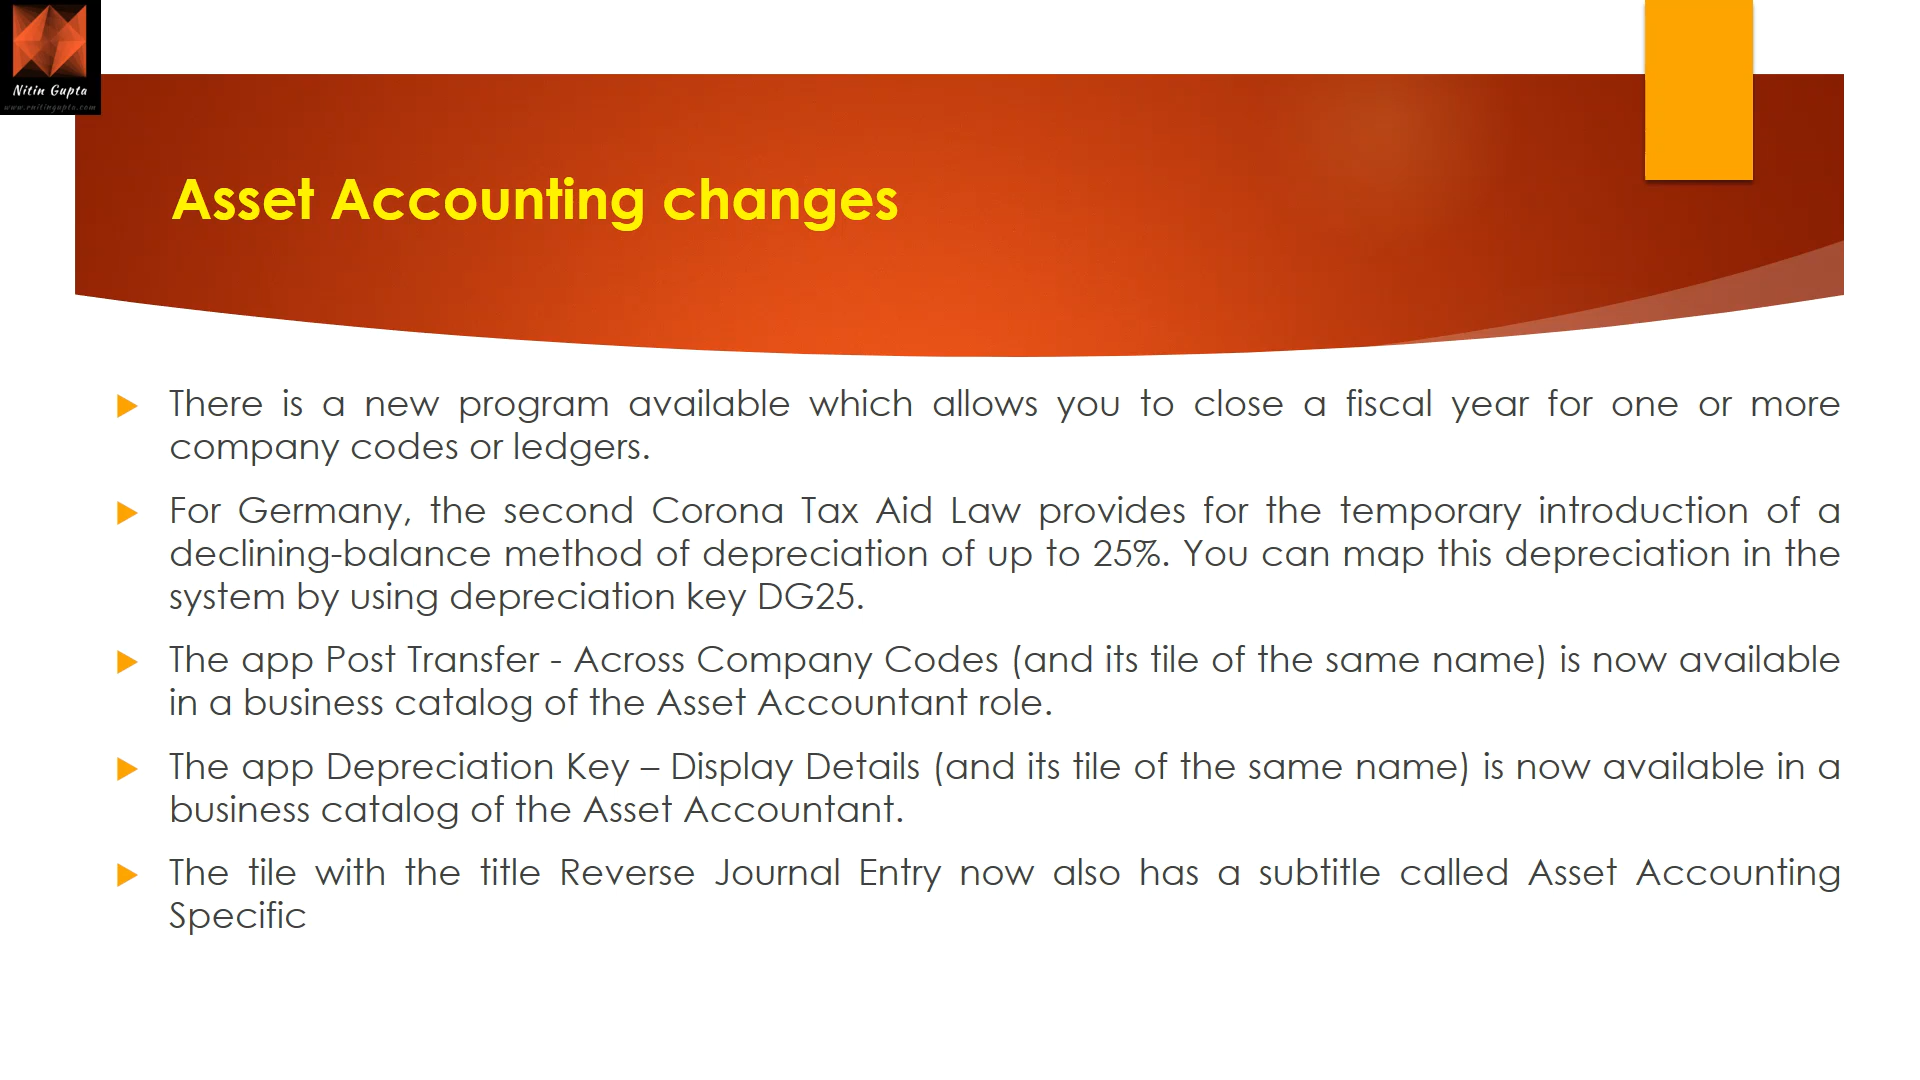 Nitin Gupta
www.rnitingupta.com
Asset Accounting changes
There is a new program available which allows you to close a fiscal year for one or more
company codes or ledgers.
For Germany, the second Corona Tax Aid Law provides for the temporary introduction of a
declining-balance method of depreciation of up to 25%. You can map this depreciation in the
system by using depreciation key DG25.
The app Post Transfer - Across Company Codes (and its tile of the same name) is now available
in a business catalog of the Asset Accountant role.
The app Depreciation Key – Display Details (and its tile of the same name) is now available in a
business catalog of the Asset Accountant.
The tile with the title Reverse Journal Entry now also has a subtitle called Asset Accounting
Specific